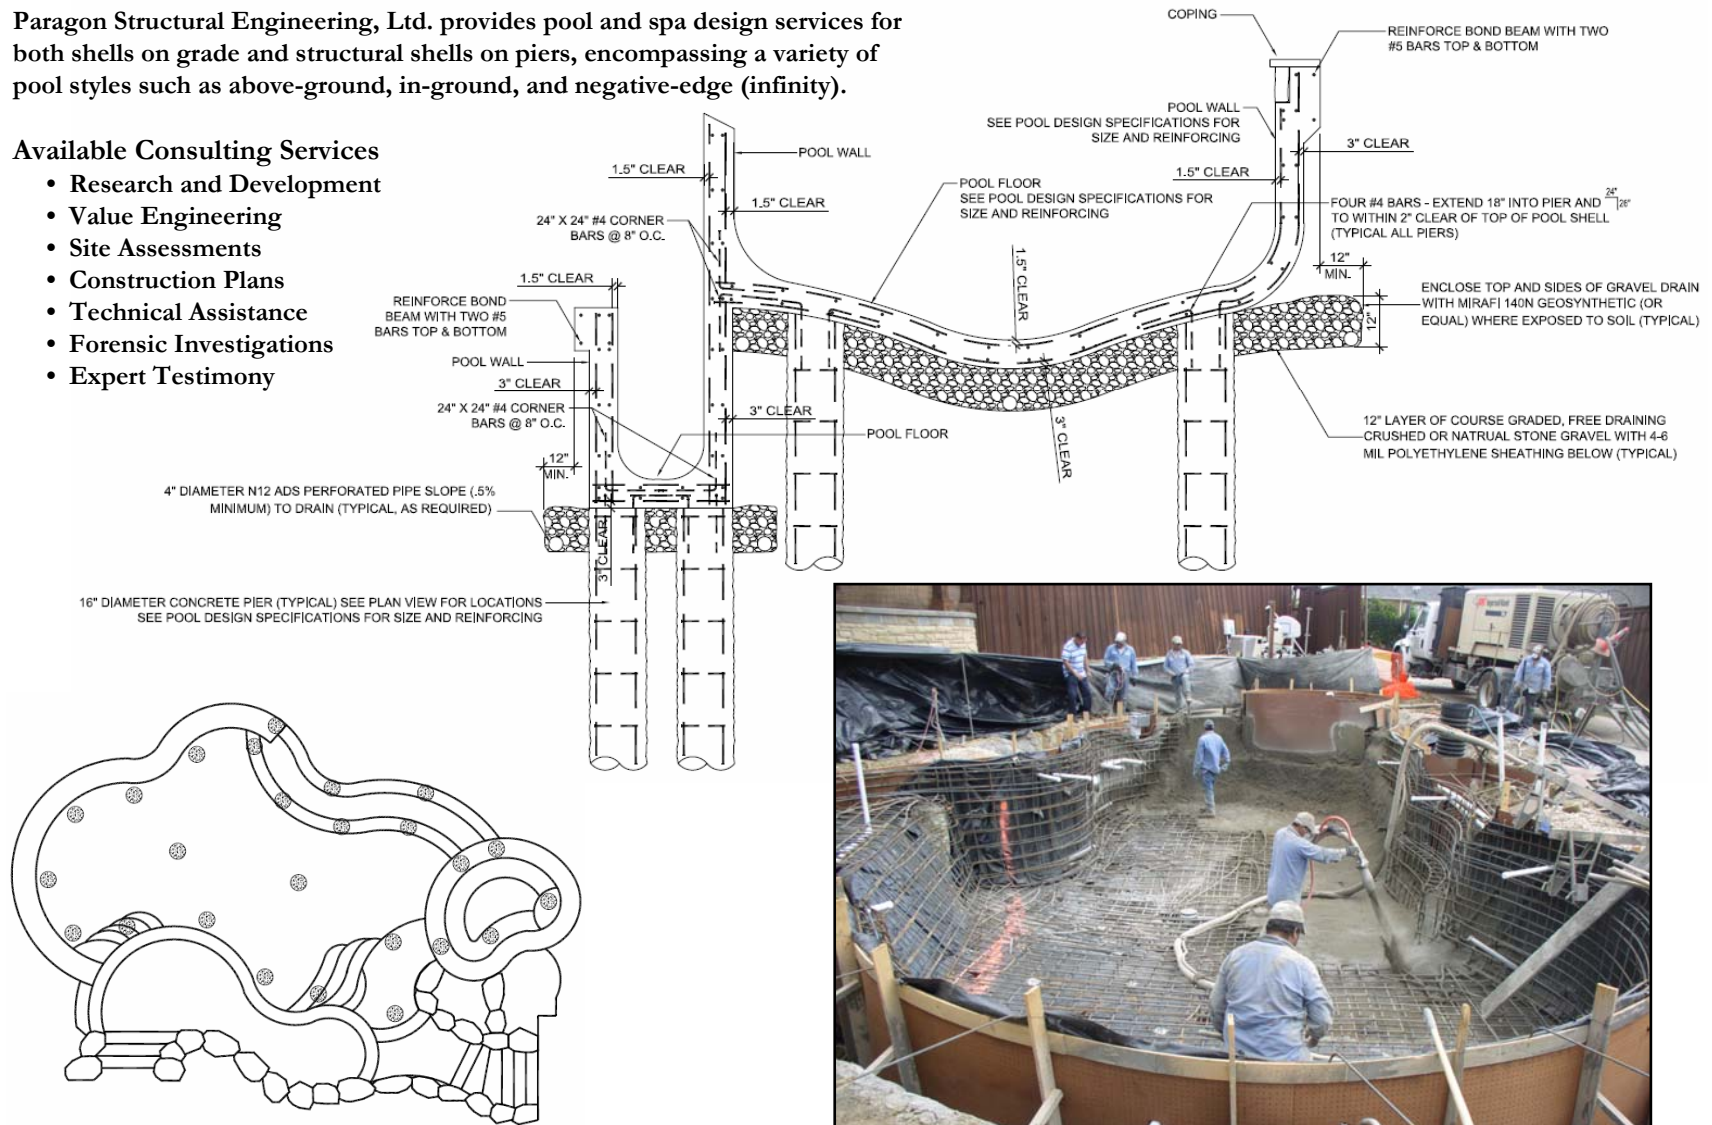 Paragon Structural Engineering, Ltd. provides pool and spa design services for
both shells on grade and structural shells on piers, encompassing a variety of
pool styles such as above-ground, in-ground, and negative-edge (infinity).
Available Consulting Services
• Research and Development
• Value Engineering
• Site Assessments
• Construction Plans
• Technical Assistance
• Forensic Investigations
• Expert Testimony
COPING
REINFORCE BOND BEAM WITH TWO
#5 BARS TOP & BOTTOM
POOL WALL
SEE POOL DESIGN SPECIFICATIONS FOR
SIZE AND REINFORCING
3" CLEAR
1.5" CLEAR
POOL WALL
1.5" CLEAR
1.5" CLEAR
POOL FLOOR
SEE POOL DESIGN SPECIFICATIONS FOR
SIZE AND REINFORCING
FOUR #4 BARS - EXTEND 18" INTO PIER AND
TO WITHIN 2" CLEAR OF TOP OF POOL SHELL
(TYPICAL ALL PIERS)
24"
26"
24" X 24" #4 CORNER
BARS @ 8" O.C.
1.5" CLEAR
12"
MIN.
1.5" CLEAR
ENCLOSE TOP AND SIDES OF GRAVEL DRAIN
WITH MIRAFI 140N GEOSYNTHETIC (OR
EQUAL) WHERE EXPOSED TO SOIL (TYPICAL)
12"
REINFORCE BOND
BEAM WITH TWO #5
BARS TOP & BOTTOM
POOL WALL
3" CLEAR
24" X 24" #4 CORNER
BARS @ 8" O.C.
3" CLEAR
POOL FLOOR
3" CLEAR
12" LAYER OF COURSE GRADED, FREE DRAINING
CRUSHED OR NATRUAL STONE GRAVEL WITH 4-6
MIL POLYETHYLENE SHEATHING BELOW (TYPICAL)
12"
MIN.
4" DIAMETER N12 ADS PERFORATED PIPE SLOPE (.5%
MINIMUM) TO DRAIN (TYPICAL, AS REQUIRED)
3" CLEAR
16" DIAMETER CONCRETE PIER (TYPICAL) SEE PLAN VIEW FOR LOCATIONS
SEE POOL DESIGN SPECIFICATIONS FOR SIZE AND REINFORCING